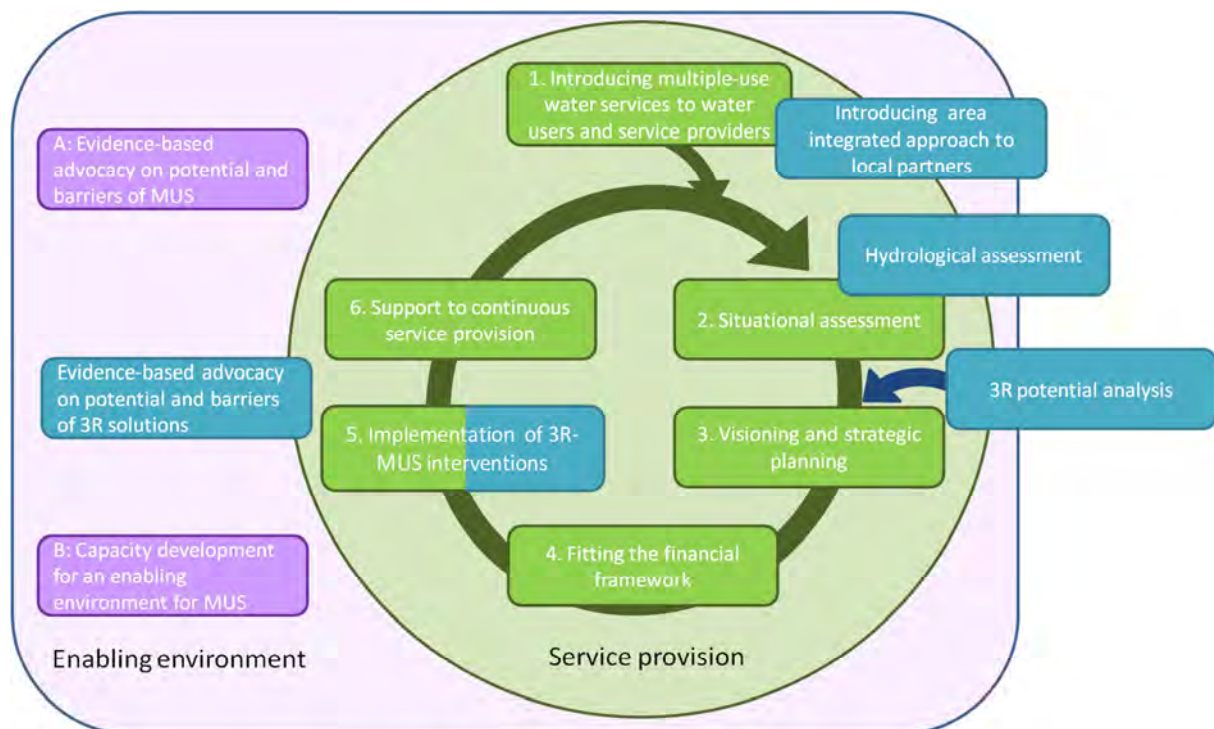 1. Introducing multiple-use
water services to water
users and service providers
Introducing area
integrated approach to
local partners
A: Evidence-based
advocacy on potential and
barriers of MUS
Hydrological assessment
6. Support to continuous
service provision
2. Situational assessment
Evidence-based advocacy
on potential and barriers
of 3R solutions
3R potential analysis
5. Implementation of 3R-
MUS interventions
3. Visioning and strategic
planning
B: Capacity development
for an enabling
environment for MUS
4. Fitting the financial
framework
Enabling environment
Service provision